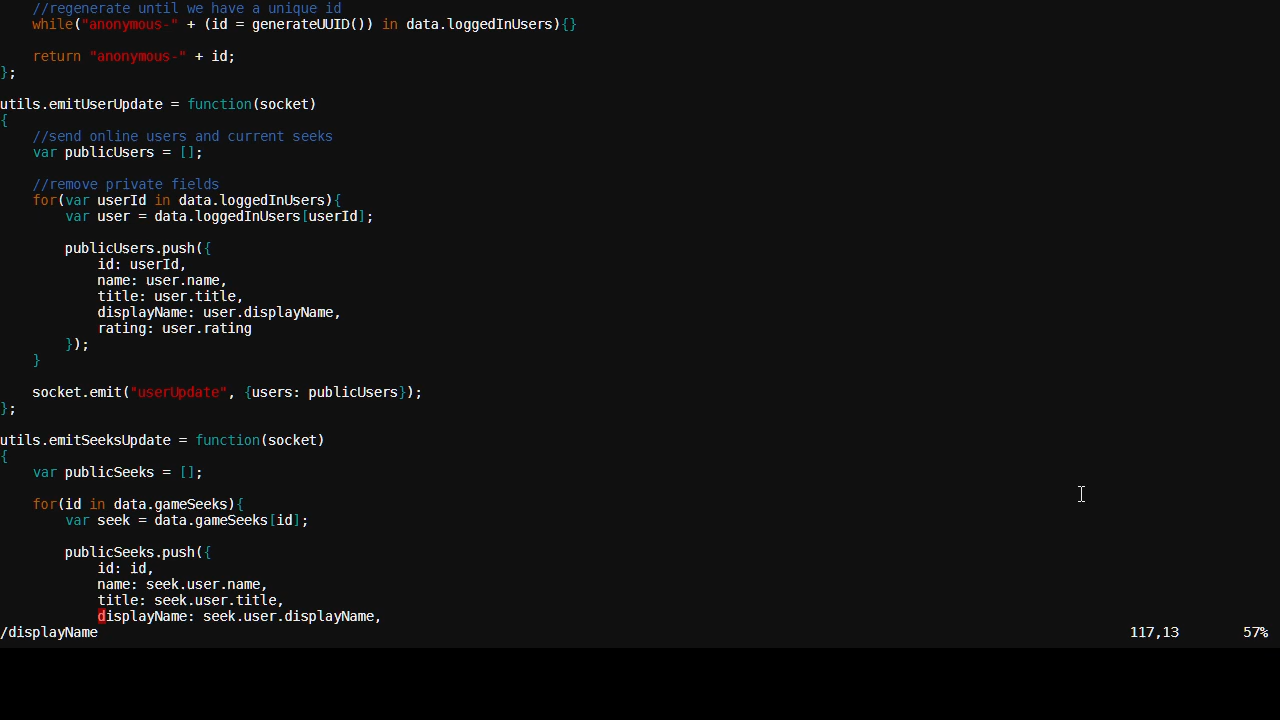 //regenerate until we have a unique id
while("anonymous-" + (id = generateUUID()) in data.loggedInUsers){}
return "anonymous-" + id;
};
utils.emitUserUpdate = function(socket)
{
//send online users and current seeks
var publicUsers = [];
//remove private fields
for(var userId in data.loggedInUsers){
var user = data.loggedInUsers[userId];
publicUsers.push({
id: userId,
name: user.name,
title: user.title,
displayName: user.displayName,
rating: user.rating
});
}
socket.emit("userUpdate", {users: publicUsers});
};
utils.emitSeeksUpdate = function(socket)
{
var publicSeeks = [];
for(id in data.gameSeeks){
var seek = data.gameSeeks[id];
publicSeeks.push({
id: id,
name: seek.user.name,
title: seek.user.title,
displayName: seek.user.displayName,
/displayName 117,13 57%